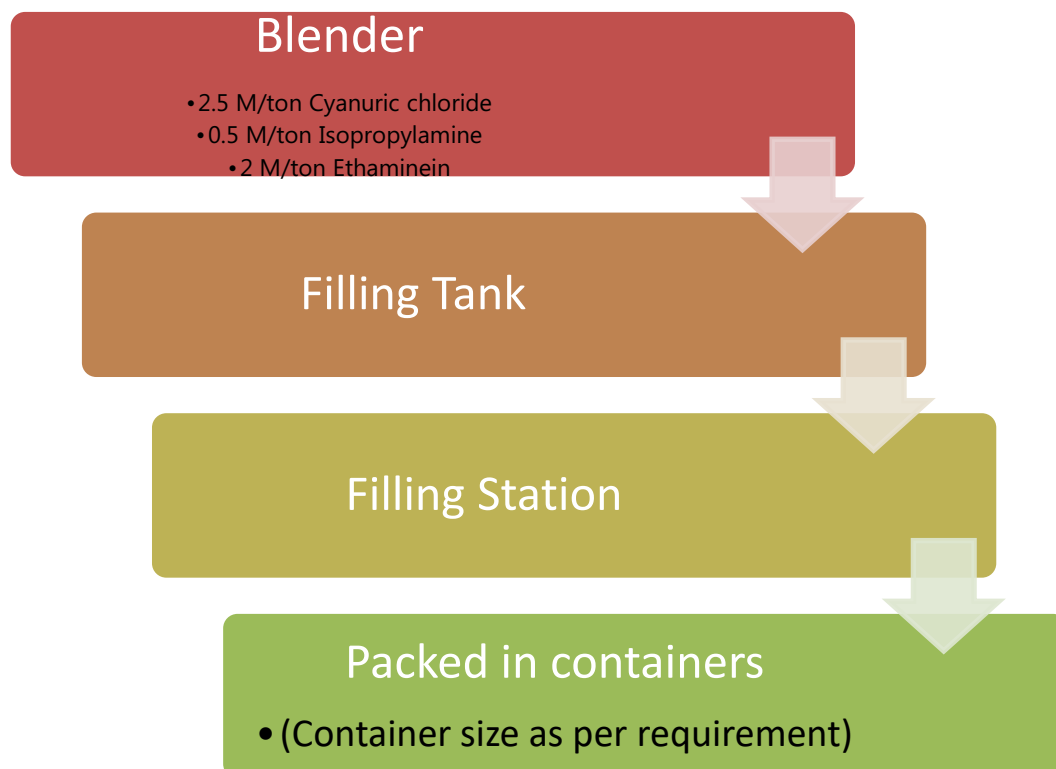 Blender
•2.5 M/ton Cyanuric chloride
•0.5 M/ton Isopropylamine
•2 M/ton Ethaminein
Filling Tank
Filling Station
Packed in containers
•(Container size as per requirement)